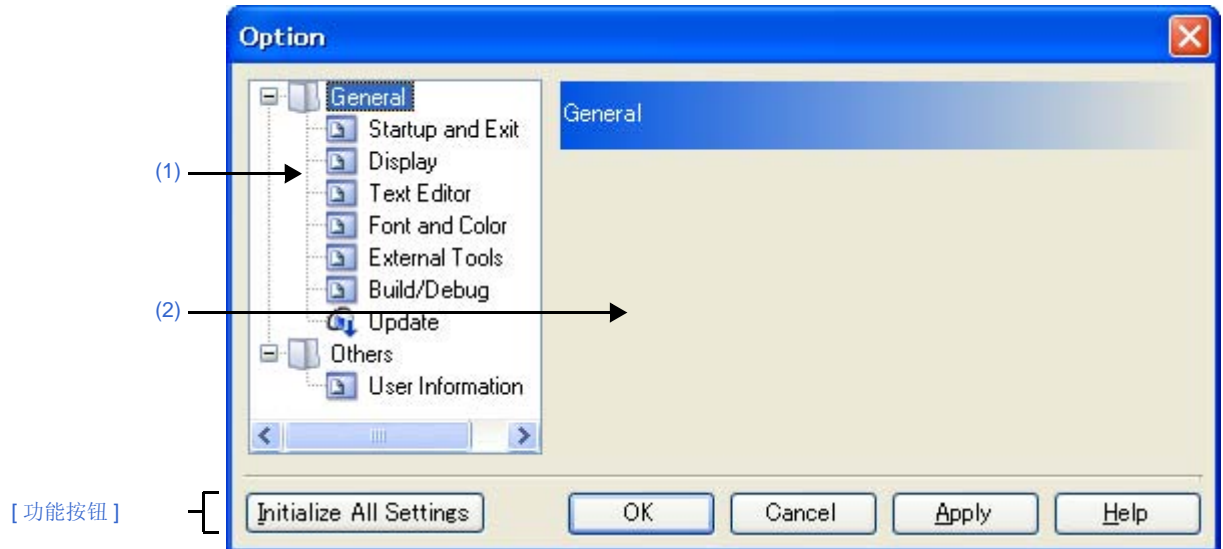 Option
General
General
Startup and Exit
(1)
Display
Text Editor
Font and Color
External Tools
Build/Debug
(2)
Update
Others
User Information
[ 功能按钮 ]
Initialize All Settings
OK
Cancel
Apply
Help